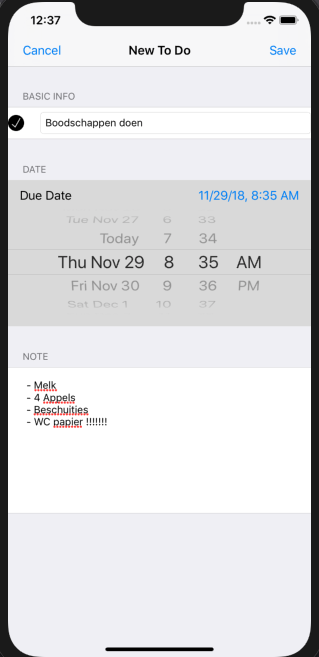 12:37
Cancel New To Do Save
BASIC INFO
Boodschappen doen
DATE
Due Date 11/29/18, 8:35 AM
Tue Nov 27 6 33
Today 7 34
Thu Nov 29 8 35 AM
Fri Nov 30 9 36 PM
Sat Dec 1 10 37
NOTE
- Melk
- 4 Appels
- Beschuities
- WC papier !!!!!!!